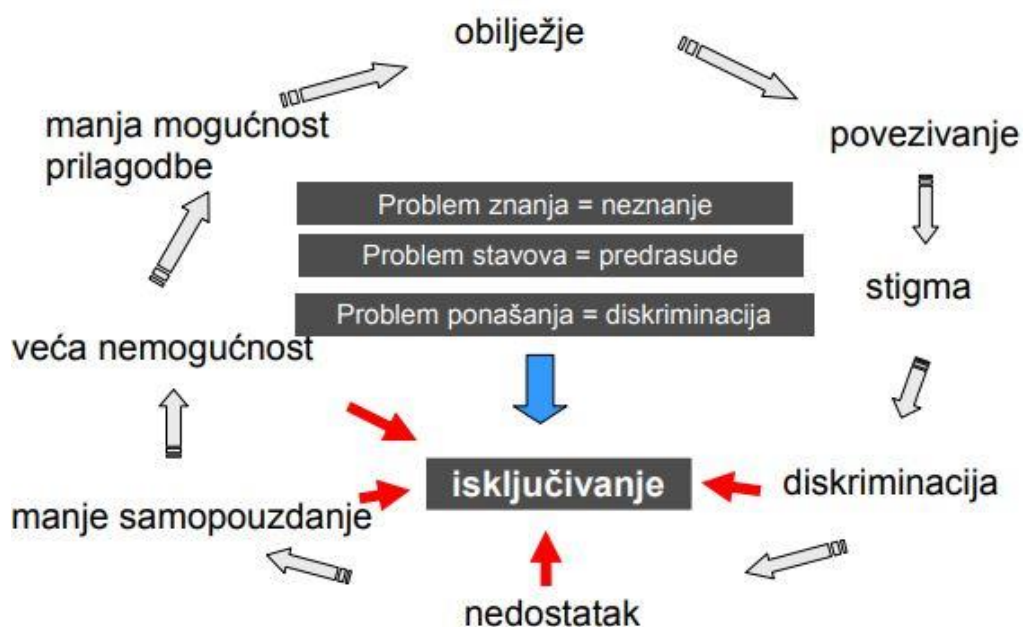 obilježje
manja mogućnost
prilagodbe
povezivanje
Problem znanja = neznanje
Problem stavova = predrasude
Problem ponašanja = diskriminacija
stigma
veća nemogućnost
isključivanje
diskriminacija
manje samopouzdanje
nedostatak